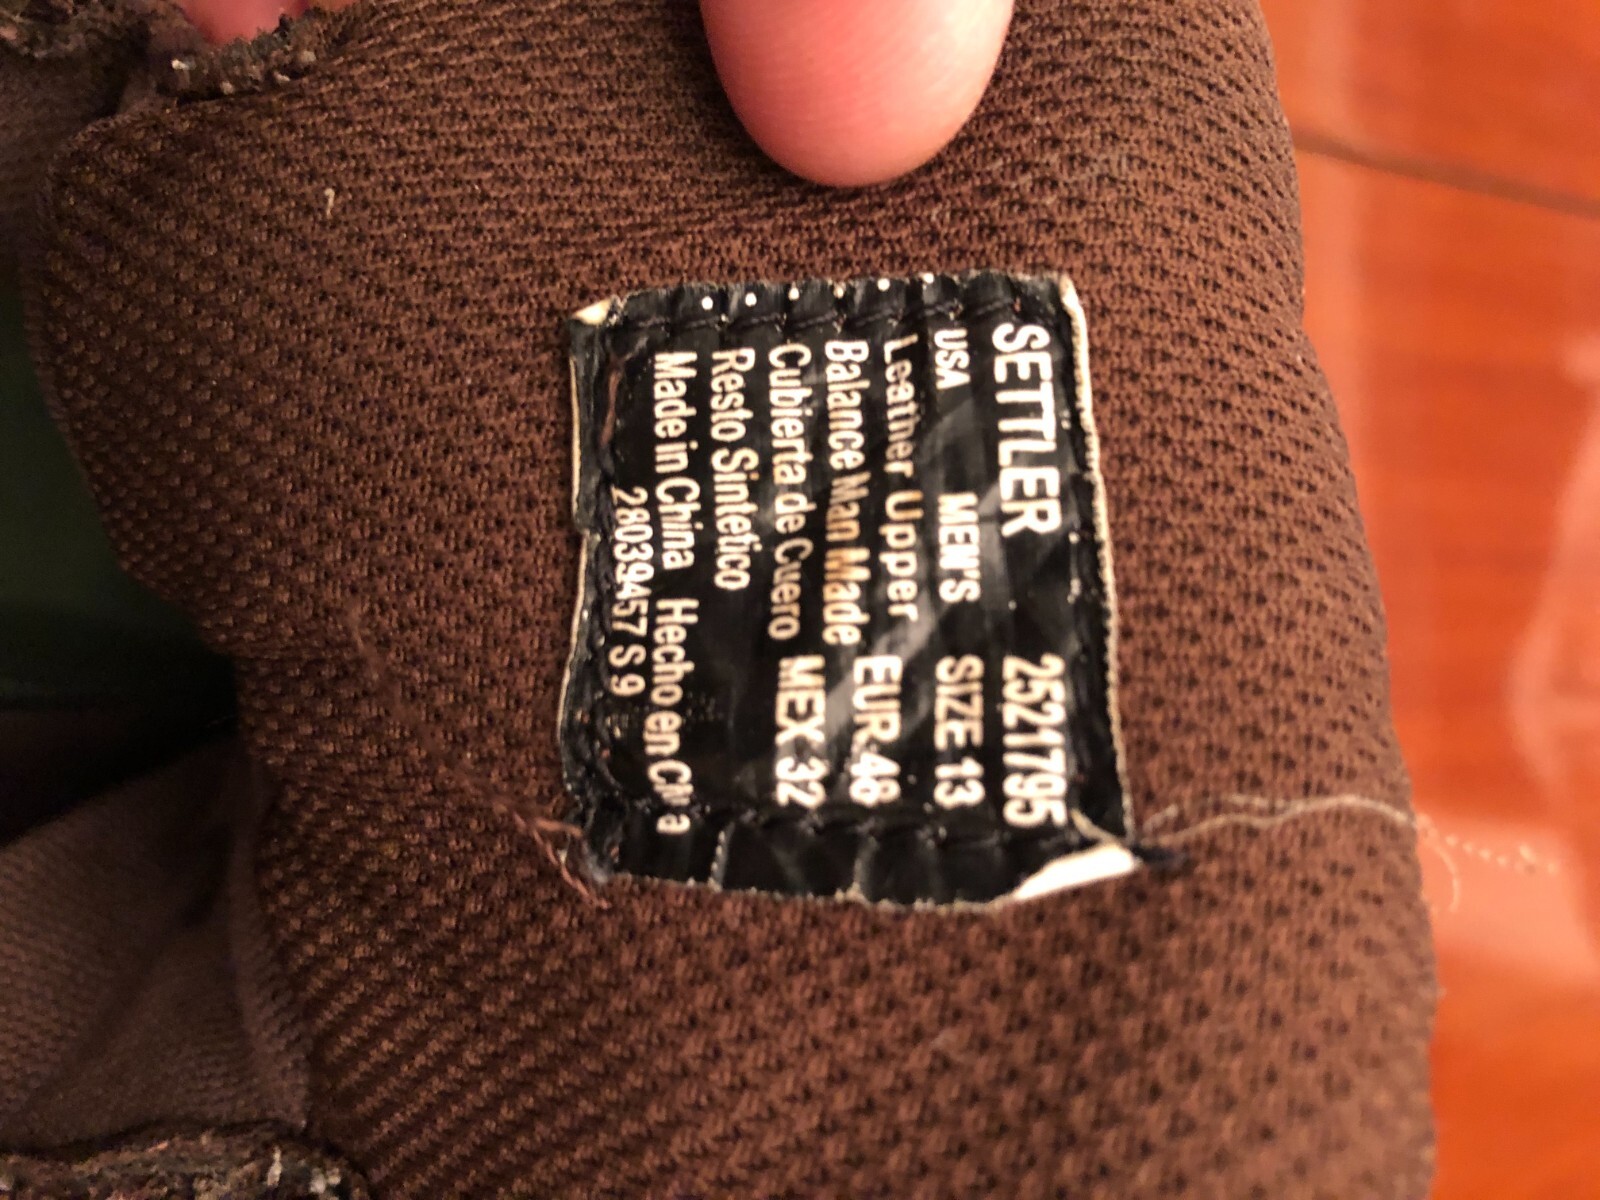 SETTLER 2521795
USA MEN'S SIZE 13
Leather Upper EUR 46
Balance Man Made
Cubierta de Cuero MEX 32
Resto Sintetico
Made in China Hecho en China
28039457 S 9